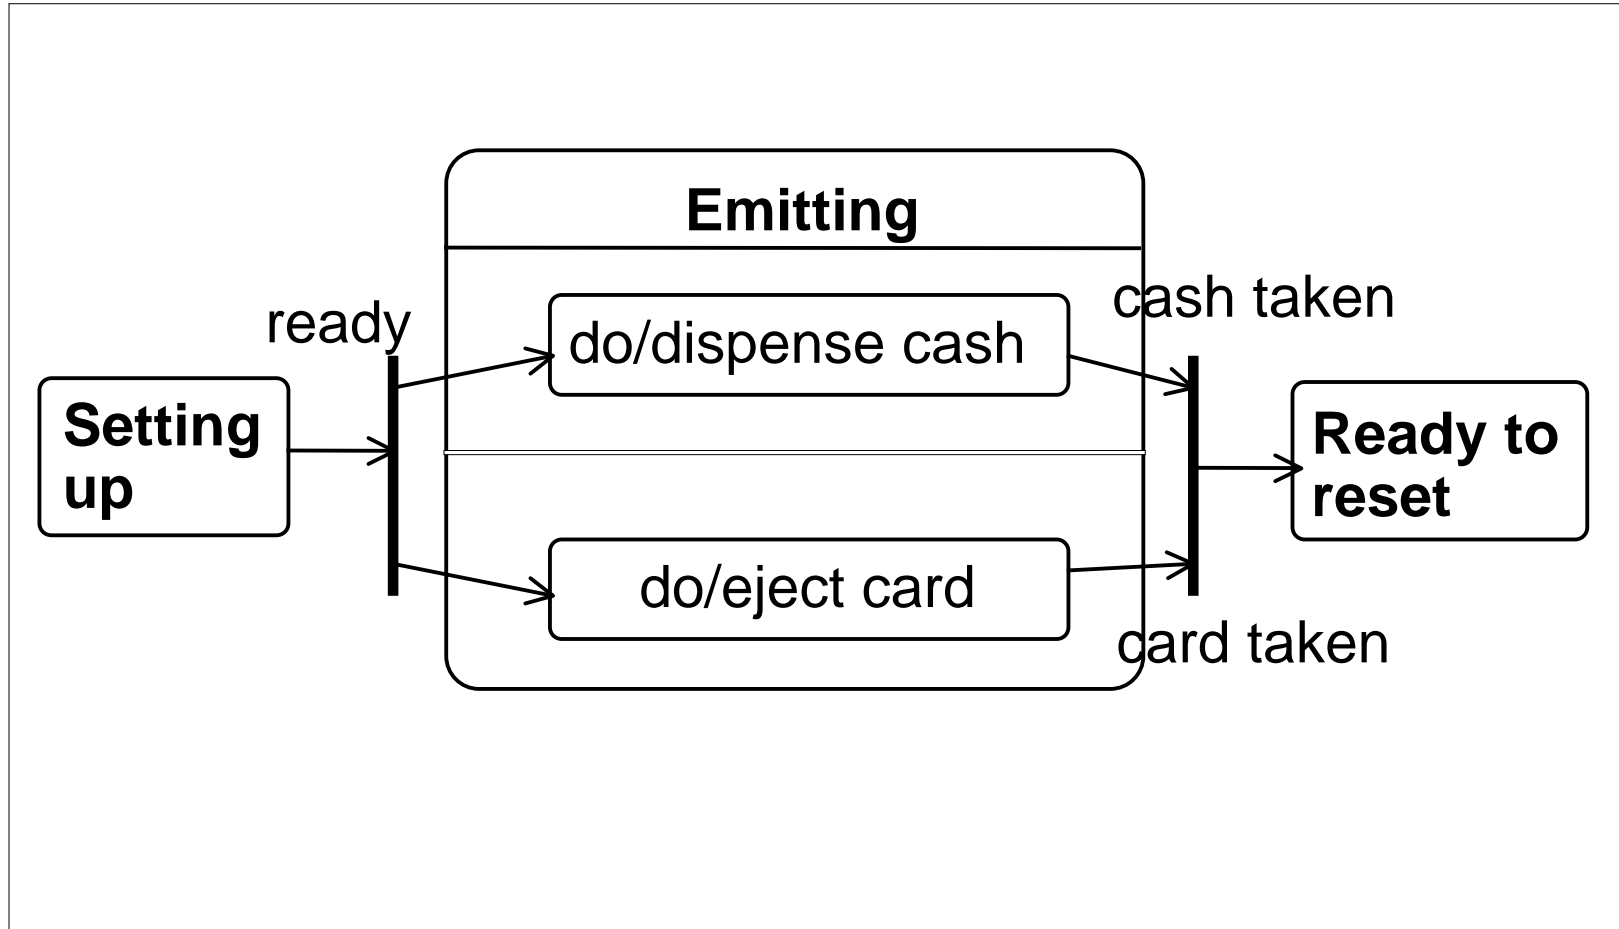 Emitting
ready
cash taken
do/dispense cash
Setting
up
Ready to
reset
do/eject card
card taken